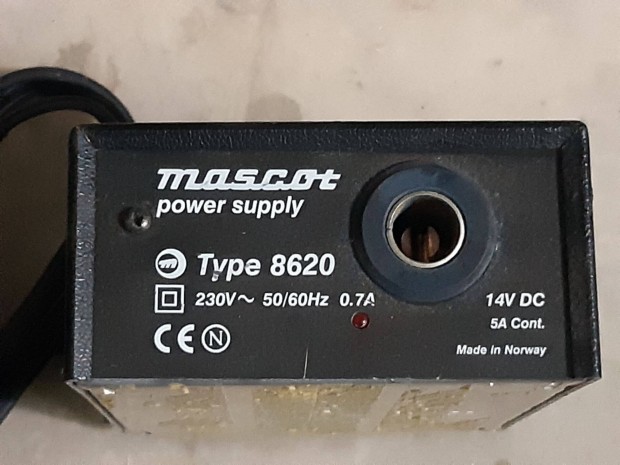 mascot
power supply
Type 8620
230V~ 50/60Hz 0.7A
14V DC
5A Cont.
CE N
Made in Norway